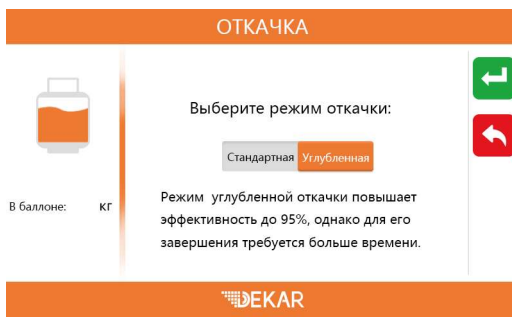 ОТКАЧКА
Выберите режим откачки:
Стандартная Углубленная
В баллоне: кг
Режим углубленной откачки повышает
эффективность до 95%, однако для его
завершения требуется больше времени.
DEKAR